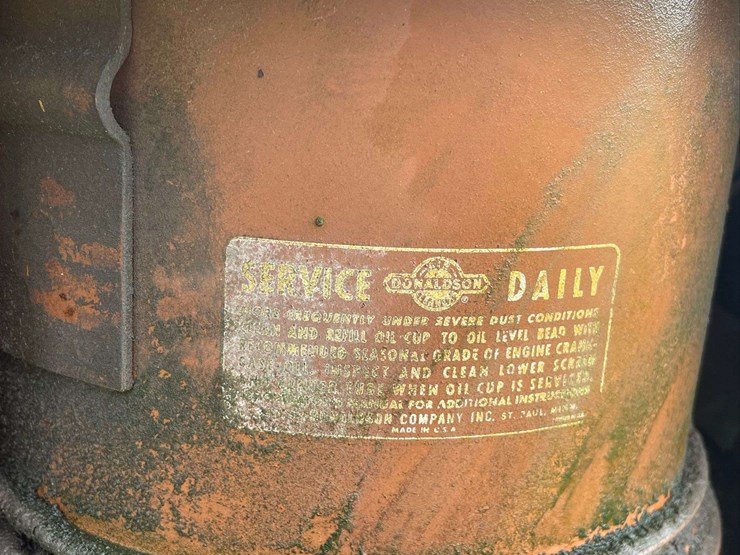 SERVICE DONALDSON DAILY
FREQUENTLY UNDER SEVERE DUST CONDITIONS
CLEAN AND REFILL OIL CUP TO OIL LEVEL BEAD WITH
RECOMMENDED SEASONAL GRADE OF ENGINE CRANK-
INSPECT AND CLEAN LOWER SCREEN
TUBE WHEN OIL CUP IS SERVICED
MANUAL FOR ADDITIONAL INSTRUCTIONS
DONALDSON COMPANY INC. ST. PAUL, MINN.
MADE IN U.S.A